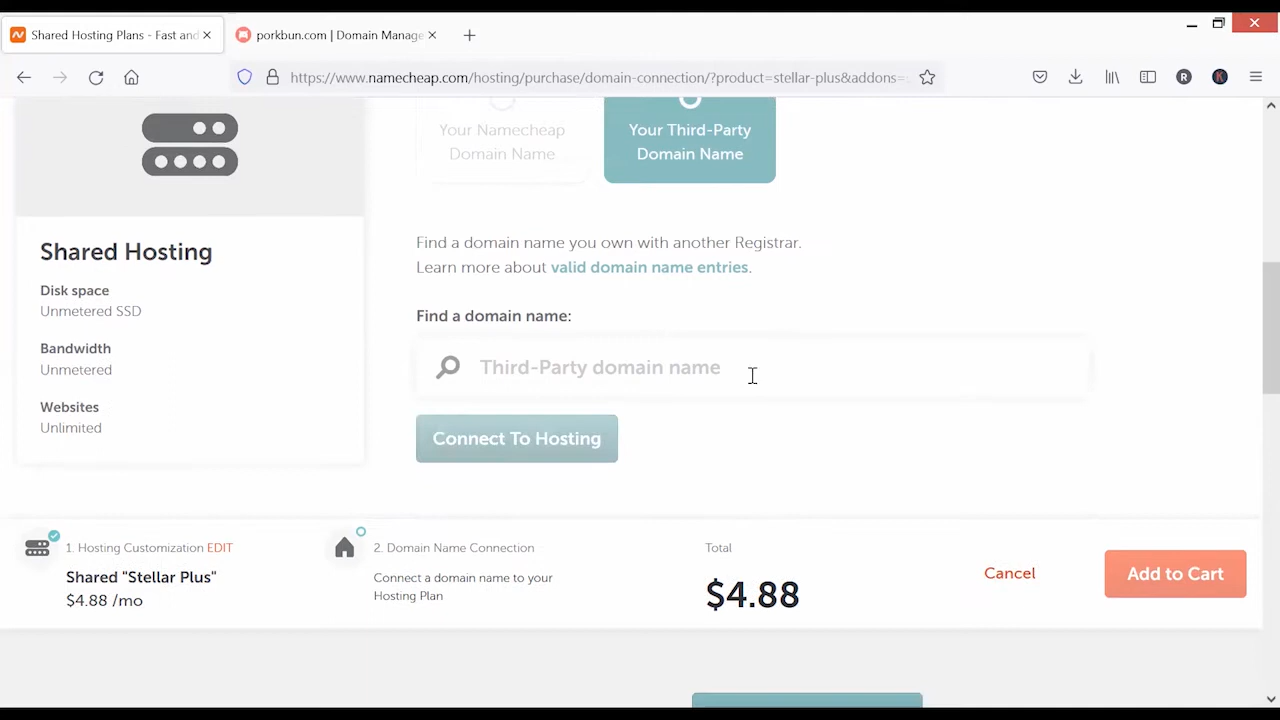 Shared Hosting Plans - Fast and
porkbun.com | Domain Manage
https://www.namecheap.com/hosting/purchase/domain-connection/?product=stellar-plus&addons=
R
K
Your Namecheap
Domain Name
Your Third-Party
Domain Name
Shared Hosting
Disk space
Unmetered SSD
Bandwidth
Unmetered
Websites
Unlimited
Find a domain name you own with another Registrar.
Learn more about valid domain name entries.
Find a domain name:
Third-Party domain name
Connect To Hosting
1. Hosting Customization EDIT
Shared "Stellar Plus"
$4.88 /mo
2. Domain Name Connection
Connect a domain name to your
Hosting Plan
Total
$4.88
Cancel
Add to Cart